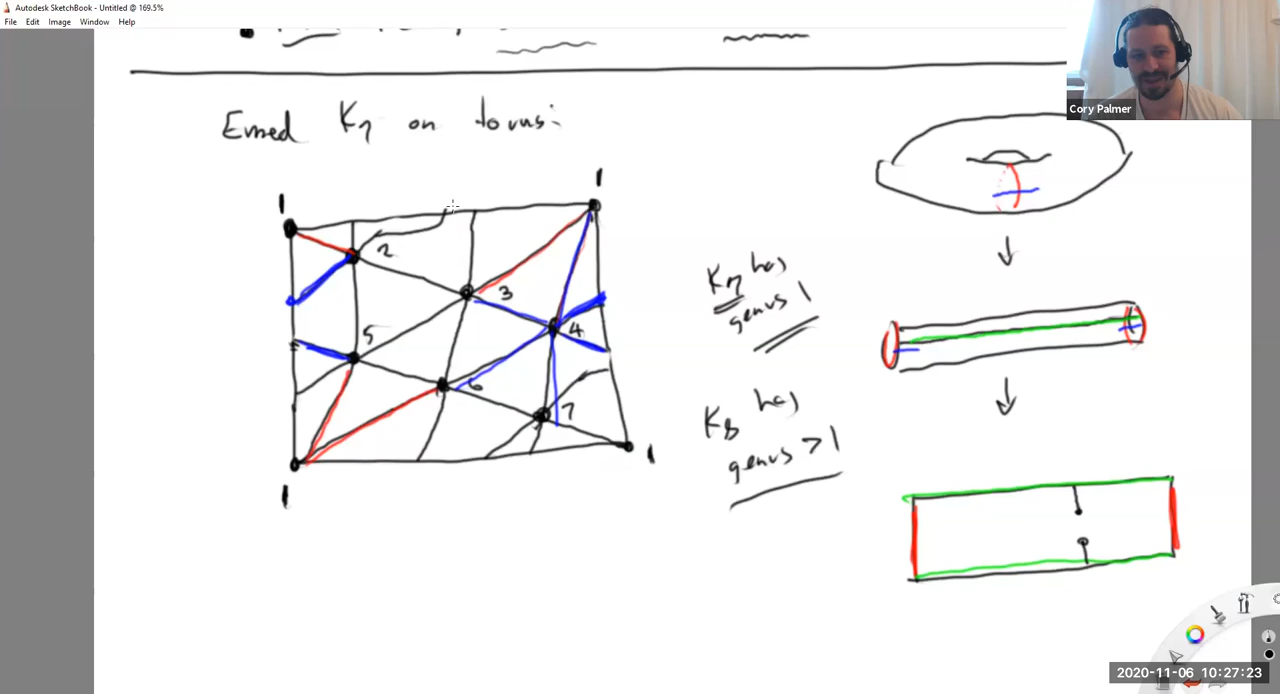 Autodesk SketchBook - Untitled @ 169.5%
File Edit Image Window Help
Cory Palmer
Emed K7 on torus:
1
1
2
3
4
5
6
7
1
1
K7 has
genus 1
K8 has
genus > 1
2020-11-06 10:27:23